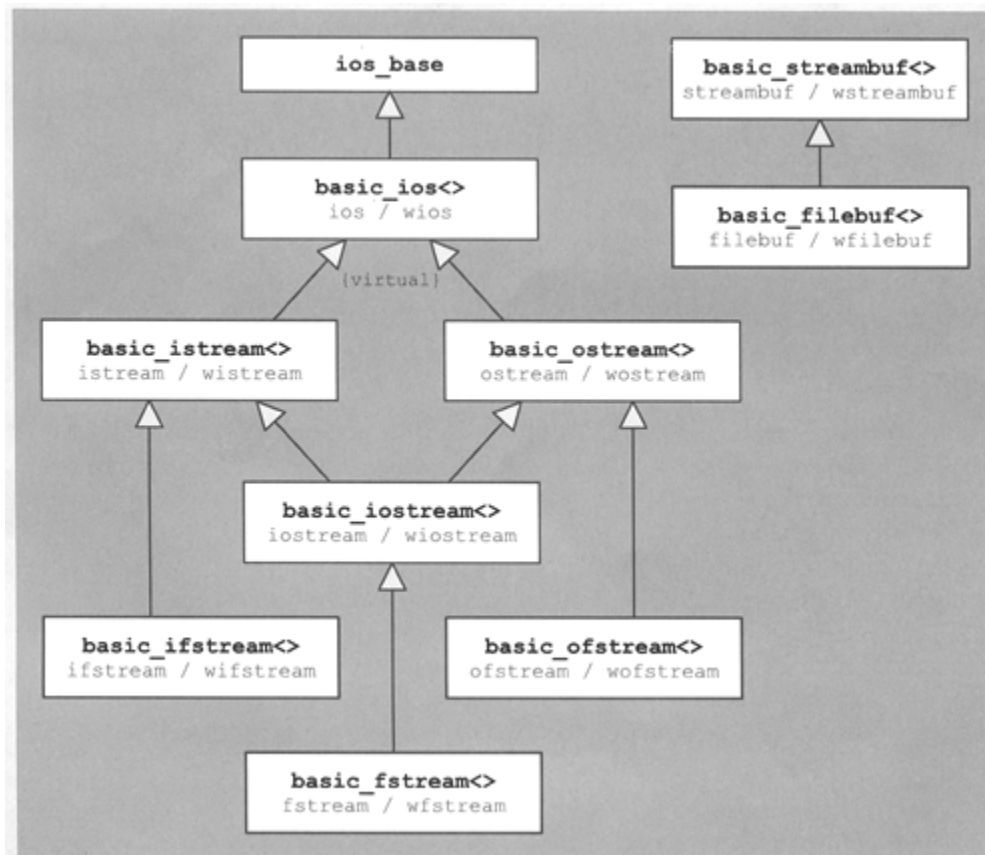 ios_base
basic_streambuf<>
streambuf / wstreambuf
basic_ios<>
ios / wios
basic_filebuf<>
filebuf / wfilebuf
{virtual}
basic_istream<>
istream / wistream
basic_ostream<>
ostream / wostream
basic_iostream<>
iostream / wiostream
basic_ifstream<>
ifstream / wifstream
basic_ofstream<>
ofstream / wofstream
basic_fstream<>
fstream / wfstream